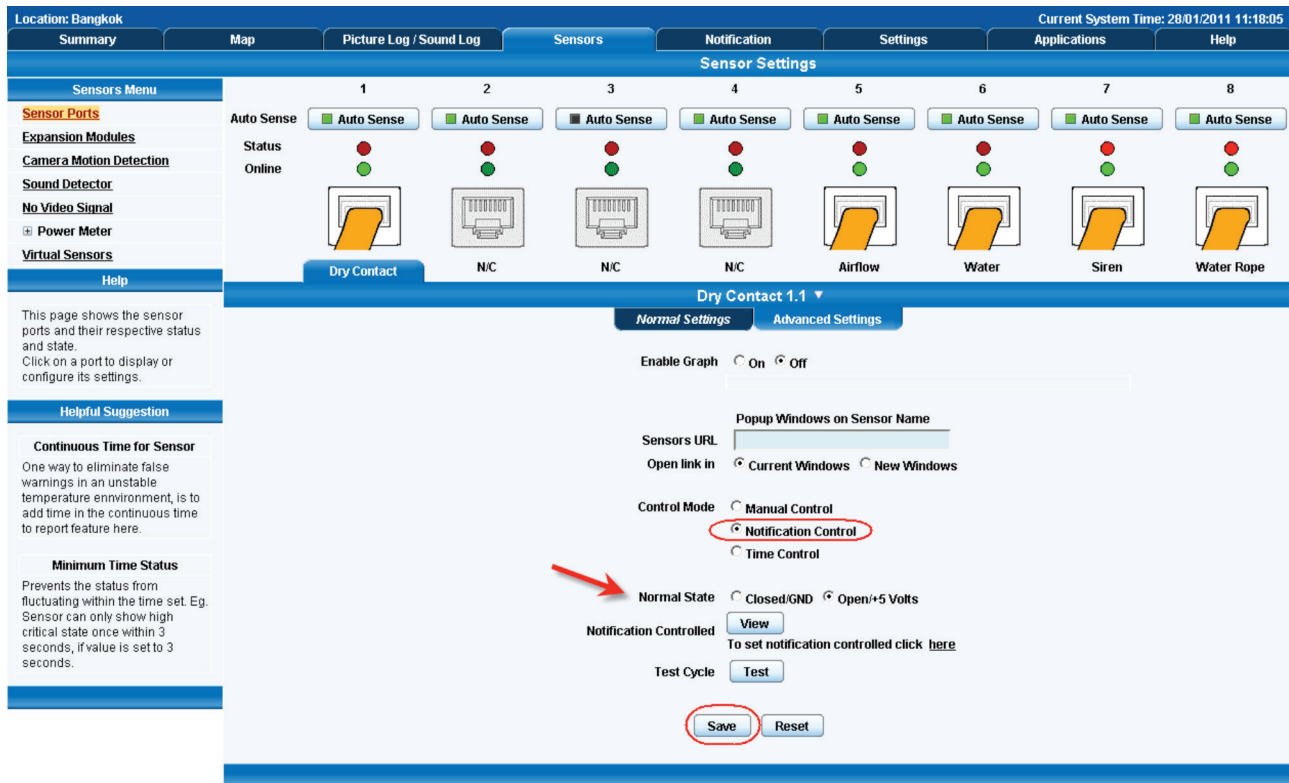 Location: Bangkok
Current System Time: 28/01/2011 11:18:05
Summary Map Picture Log / Sound Log Sensors Notification Settings Applications Help
Sensor Settings
Sensors Menu
Sensor Ports
Expansion Modules
Camera Motion Detection
Sound Detector
No Video Signal
Power Meter
Virtual Sensors
Help
This page shows the sensor
ports and their respective status
and state.
Click on a port to display or
configure its settings.
Helpful Suggestion
Continuous Time for Sensor
One way to eliminate false
warnings in an unstable
temperature ennvironment, is to
add time in the continuous time
to report feature here.
Minimum Time Status
Prevents the status from
fluctuating within the time set. Eg.
Sensor can only show high
critical state once within 3
seconds, if value is set to 3
seconds.
1 2 3 4 5 6 7 8
Auto Sense Auto Sense Auto Sense Auto Sense Auto Sense Auto Sense Auto Sense Auto Sense Auto Sense
Status
Online
Dry Contact N/C N/C N/C Airflow Water Siren Water Rope
Dry Contact 1.1
Normal Settings Advanced Settings
Enable Graph On Off
Popup Windows on Sensor Name
Sensors URL
Open link in Current Windows New Windows
Control Mode Manual Control
Notification Control
Time Control
Normal State Closed/GND Open/+5 Volts
Notification Controlled View
To set notification controlled click here
Test Cycle Test
Save Reset